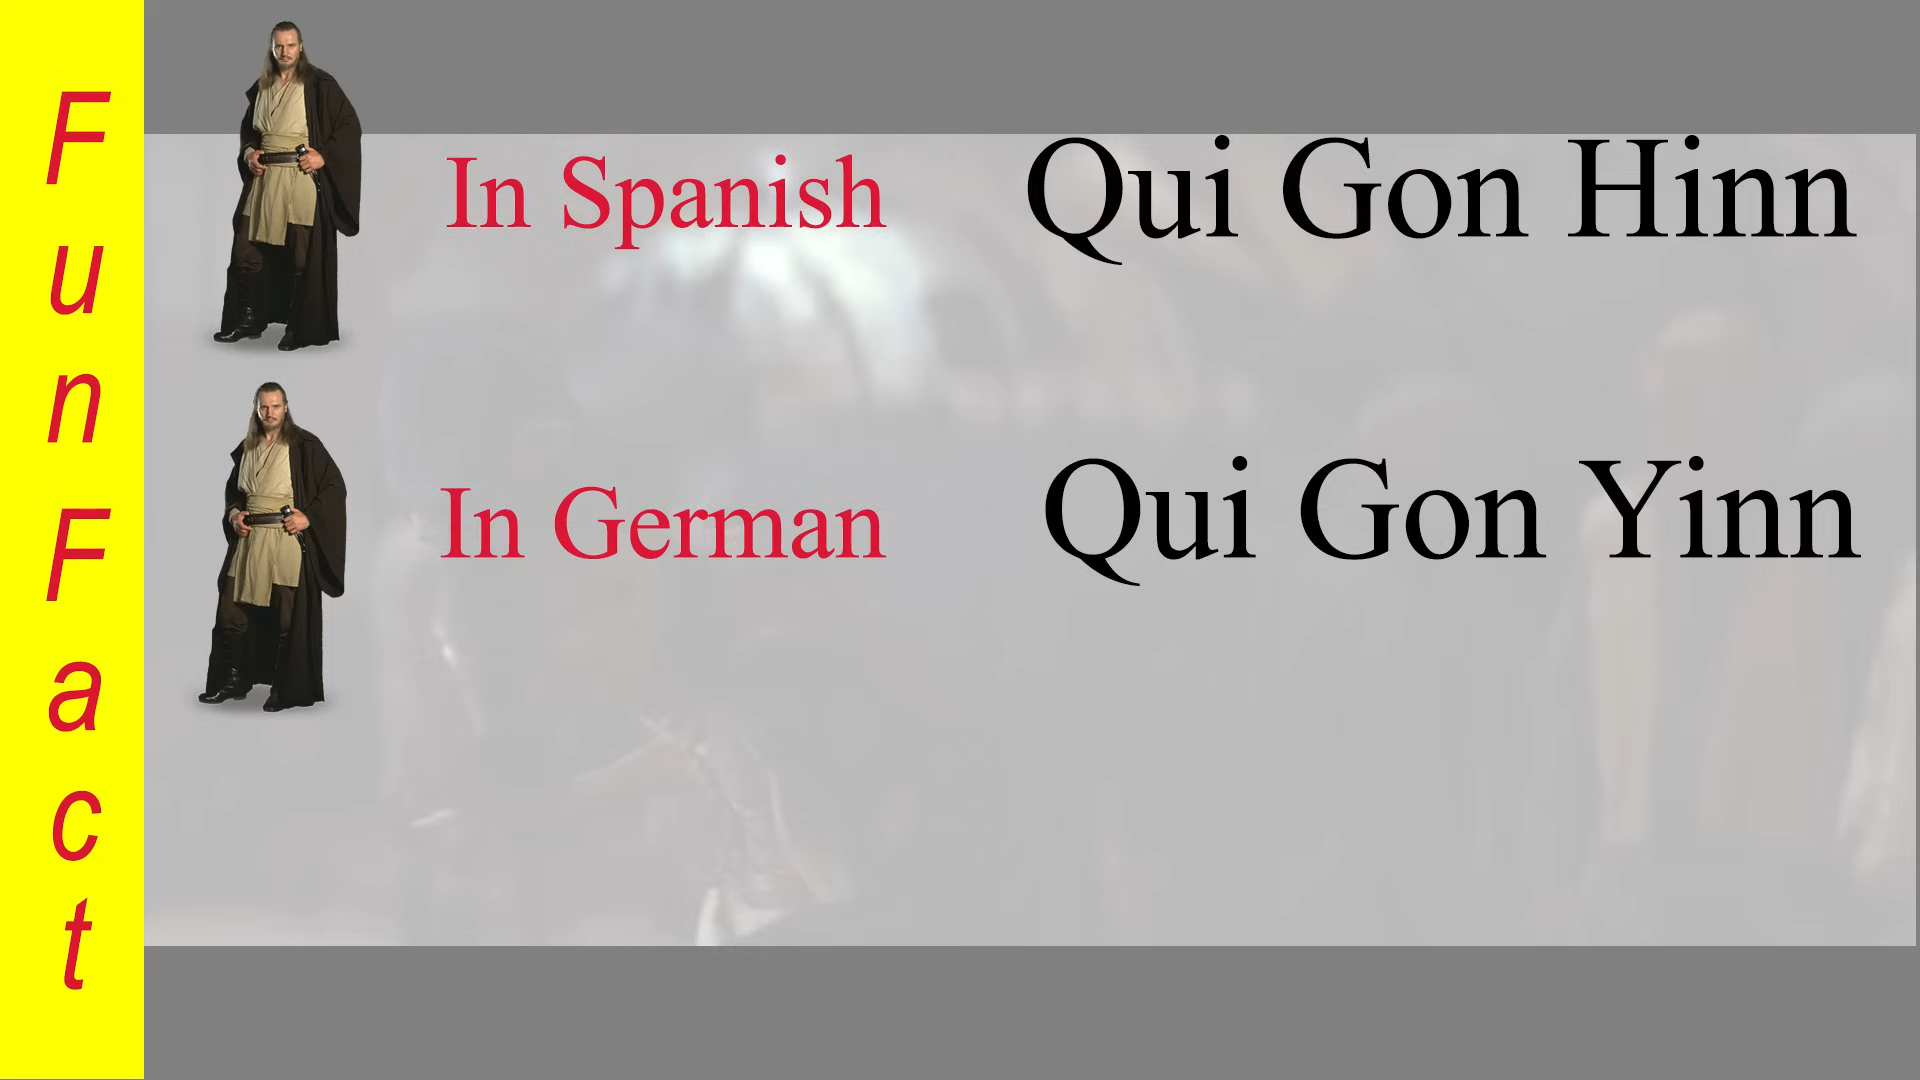 Fun Fact
In Spanish
Qui Gon Hinn
In German
Qui Gon Yinn